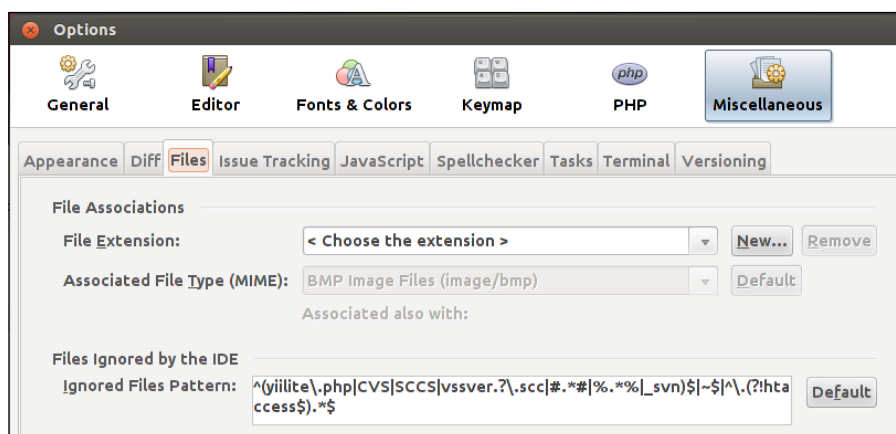 Options
General Editor Fonts & Colors Keymap php PHP Miscellaneous
Appearance Diff Files Issue Tracking JavaScript Spellchecker Tasks Terminal Versioning
File Associations
File Extension: < Choose the extension > New... Remove
Associated File Type (MIME): BMP Image Files (image/bmp) Default
Associated also with:
Files Ignored by the IDE
Ignored Files Pattern: ^(yiilite\.php|CVS|SCCS|vssver.?\.scc|#.*#|%.*%|_svn)$|~$|^\.(?!hta
ccess$).*$ Default